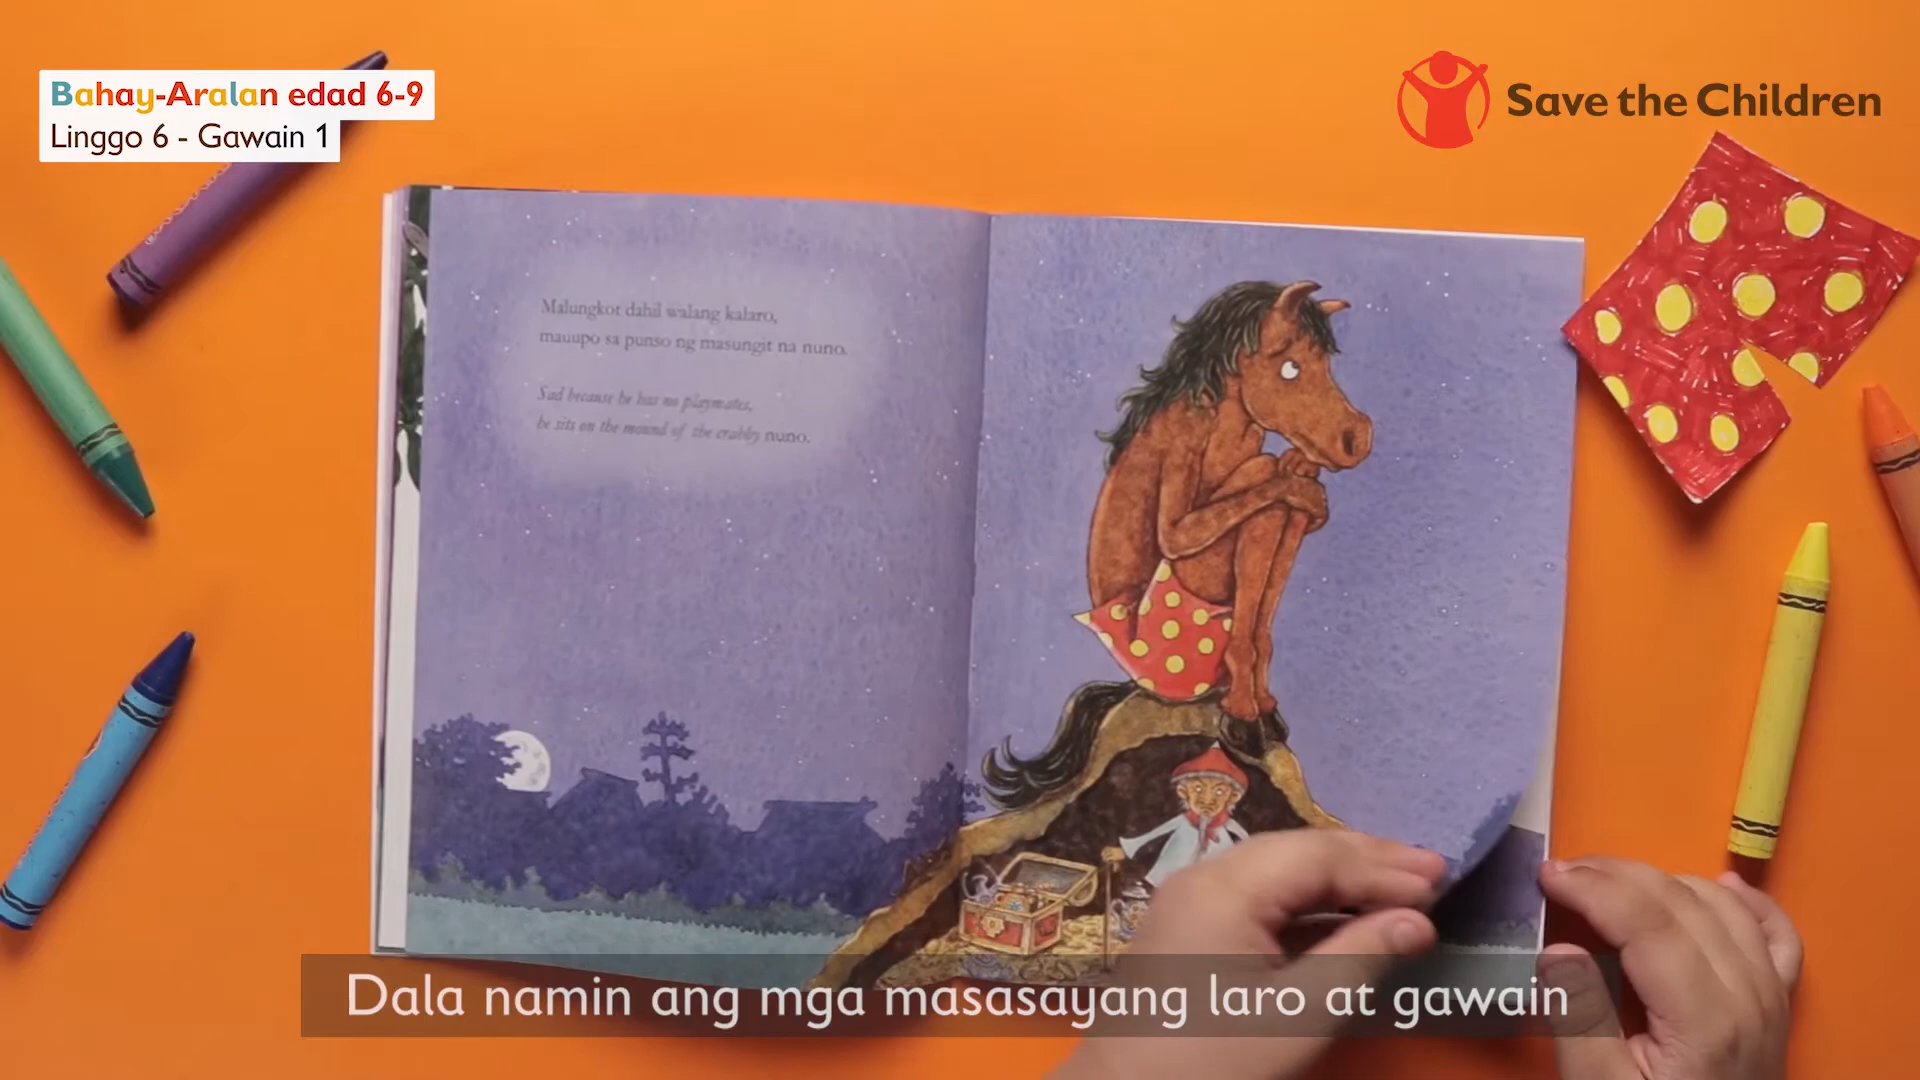 Bahay-Aralan edad 6-9
Linggo 6 - Gawain 1
Save the Children
Malungkot dahil walang kalaro,
mauupo sa punso ng masungit na nuno.
Sad because he has no playmates,
he sits on the mound of the crabby nuno.
Dala namin ang mga masasayang laro at gawain